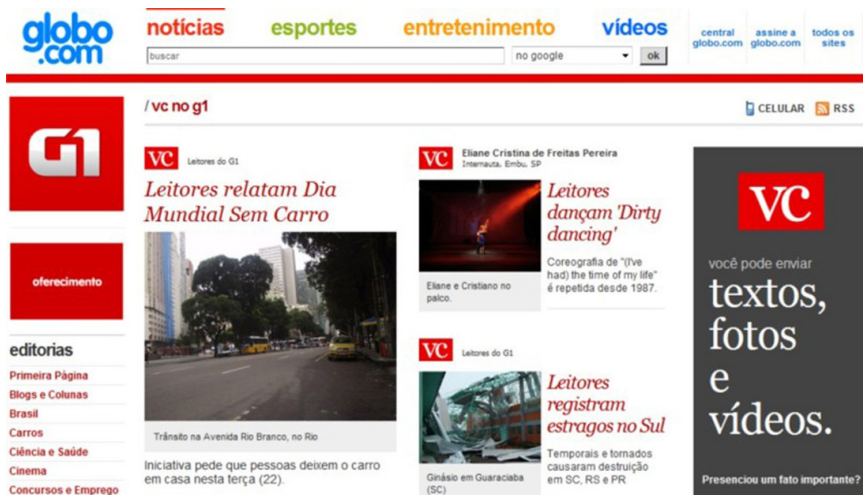 globo
.com
notícias
esportes
entretenimento
vídeos
central
globo.com
assine a
globo.com
todos os
sites
buscar
no google
ok
G1
/ vc no g1
CELULAR
RSS
VC
Leitores do G1
Leitores relatam Dia
Mundial Sem Carro
Trânsito na Avenida Rio Branco, no Rio
Iniciativa pede que pessoas deixem o carro
em casa nesta terça (22).
VC
Eliane Cristina de Freitas Pereira
Internauta, Embu, SP
Leitores
dançam 'Dirty
dancing'
Coreografia de "(I've
had) the time of my life"
é repetida desde 1987.
Eliane e Cristiano no
palco.
VC
Leitores do G1
Leitores
registram
estragos no Sul
Temporais e tornados
causaram destruição
em SC, RS e PR
Ginásio em Guaraciaba
(SC)
VC
você pode enviar
textos,
fotos
e
vídeos.
Presenciou um fato importante?
oferecimento
editorias
Primeira Página
Blogs e Colunas
Brasil
Carros
Ciência e Saúde
Cinema
Concursos e Emprego